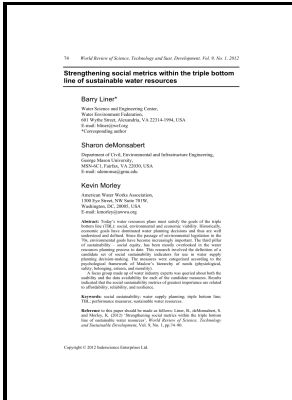 74 World Review of Science, Technology and Sust. Development, Vol. 9, No. 1, 2012
Strengthening social metrics within the triple bottom
line of sustainable water resources
Barry Liner*
Water Science and Engineering Center,
Water Environment Federation,
601 Wythe Street, Alexandria, VA 22314-1994, USA
E-mail: bliner@wef.org
*Corresponding author
Sharon deMonsabert
Department of Civil, Environmental and Infrastructure Engineering,
George Mason University,
MSN-6C1, Fairfax, VA 22030, USA
E-mail: sdemonsa@gmu.edu
Kevin Morley
American Water Works Association,
1300 Eye Street, NW Suite 701W,
Washington, DC, 20005, USA
E-mail: kmorley@awwa.org
Abstract: Today's water resources plans must satisfy the goals of the triple
bottom line (TBL): social, environmental and economic viability. Historically,
economic goals have dominated water planning decisions and thus are well
understood and defined. Since the passage of environmental legislation in the
70s, environmental goals have become increasingly important. The third pillar
of sustainability – social equity, has been mostly overlooked in the water
resources planning process to date. This research involved the definition of a
candidate set of social sustainability indicators for use in water supply
planning decision-making. The measures were categorised according to the
psychological framework of Maslow's hierarchy of needs (physiological,
safety, belonging, esteem, and morality).
A focus group made up of water industry experts was queried about both the
usability and the data availability for each of the candidate measures. Results
indicated that the social sustainability metrics of greatest importance are related
to affordability, reliability, and resilience.
Keywords: social sustainability; water supply planning; triple bottom line;
TBL; performance measures; sustainable water resources.
Reference to this paper should be made as follows: Liner, B., deMonsabert, S.
and Morley, K. (2012) 'Strengthening social metrics within the triple bottom
line of sustainable water resources', World Review of Science, Technology
and Sustainable Development, Vol. 9, No. 1, pp.74–90.
Copyright © 2012 Inderscience Enterprises Ltd.